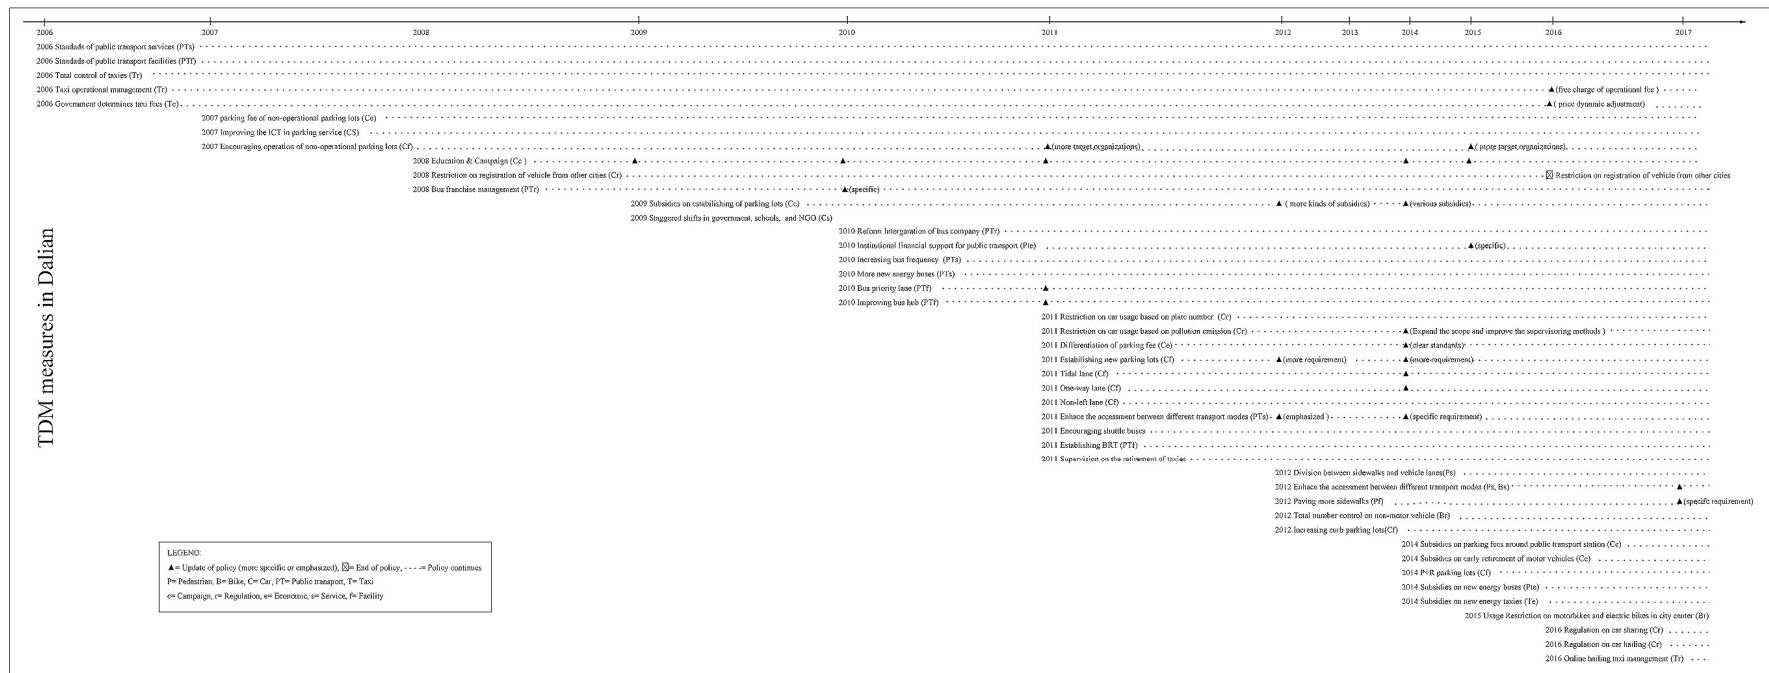 2006 2007 2008 2009 2010 2011 2012 2013 2014 2015 2016 2017
2006 Standads of public transport services (PTs)
2006 Standads of public transport facilities (PTf)
2006 Total control of taxies (Tr)
2006 Taxi operational management (Tr) ▲(free charge of operational fee )
2006 Government determines taxi fees (Te) ▲( price dynamic adjustment)
2007 parking fee of non-operational parking lots (Ce)
2007 Improving the ICT in parking service (CS)
2007 Encouraging operation of non-operational parking lots (Cf) ▲(more target organizations) ▲( more target organizations)
2008 Education & Campaign (Cc ) ▲ ▲ ▲ ▲ ▲
2008 Restriction on registration of vehicle from other cities (Cr) ☒ Restriction on registration of vehicle from other cities
2008 Bus franchise management (PTr) ▲(specific)
2009 Subsidies on estabilishing of parking lots (Ce) ▲ ( more kinds of subsidies) ▲(various subsidies)
2009 Staggered shifts in government, schools, and NGO (Cs)
2010 Reform Intergaration of bus company (PTr)
2010 Institutional financial support for public transport (Pte) ▲(specific)
2010 Increasing bus frequency (PTs)
2010 More new energy buses (PTs)
2010 Bus priority lane (PTf) ▲
2010 Improving bus hub (PTf) ▲
2011 Restriction on car usage based on plate number (Cr)
2011 Restriction on car usage based on pollution emission (Cr) ▲(Expand the scope and improve the supervisoring methods )
2011 Differentiation of parking fee (Ce) ▲(clear standards)
2011 Estabilishing new parking lots (Cf) ▲(more requirement) ▲(more requirement)
2011 Tidal lane (Cf) ▲
2011 One-way lane (Cf) ▲
2011 Non-left lane (Cf)
2011 Enhace the accessment between different transport modes (PTs) ▲(emphasized ) ▲(specific requirement)
2011 Encouraging shuttle buses
2011 Establishing BRT (PTf)
2011 Supervision on the retirement of taxies
2012 Division between sidewalks and vehicle lanes(Ps)
2012 Enhace the accessment between different transport modes (Ps, Bs) ▲
2012 Paving more sidewalks (Pf) ▲(specifc requirement)
2012 Total number control on non-motor vehicle (Br)
2012 Increasing curb parking lots(Cf)
2014 Subsidies on parking fees around public transport station (Ce)
2014 Subsidies on early retirement of motor vehicles (Ce)
2014 P+R parking lots (Cf)
2014 Subsidies on new energy buses (Pte)
2014 Subsidies on new energy taxies (Te)
2015 Usage Restriction on motorbikes and electric bikes in city center (Br)
2016 Regulation on car sharing (Cr)
2016 Regulation on car hailing (Cr)
2016 Online hailing taxi management (Tr)
TDM measures in Dalian
LEGEND:
▲= Update of policy (more specific or emphasized), ☒= End of policy, ----= Policy continues
P= Pedestrian, B= Bike, C= Car, PT= Public transport, T= Taxi
c= Campaign, r= Regulation, e= Economic, s= Service, f= Facility